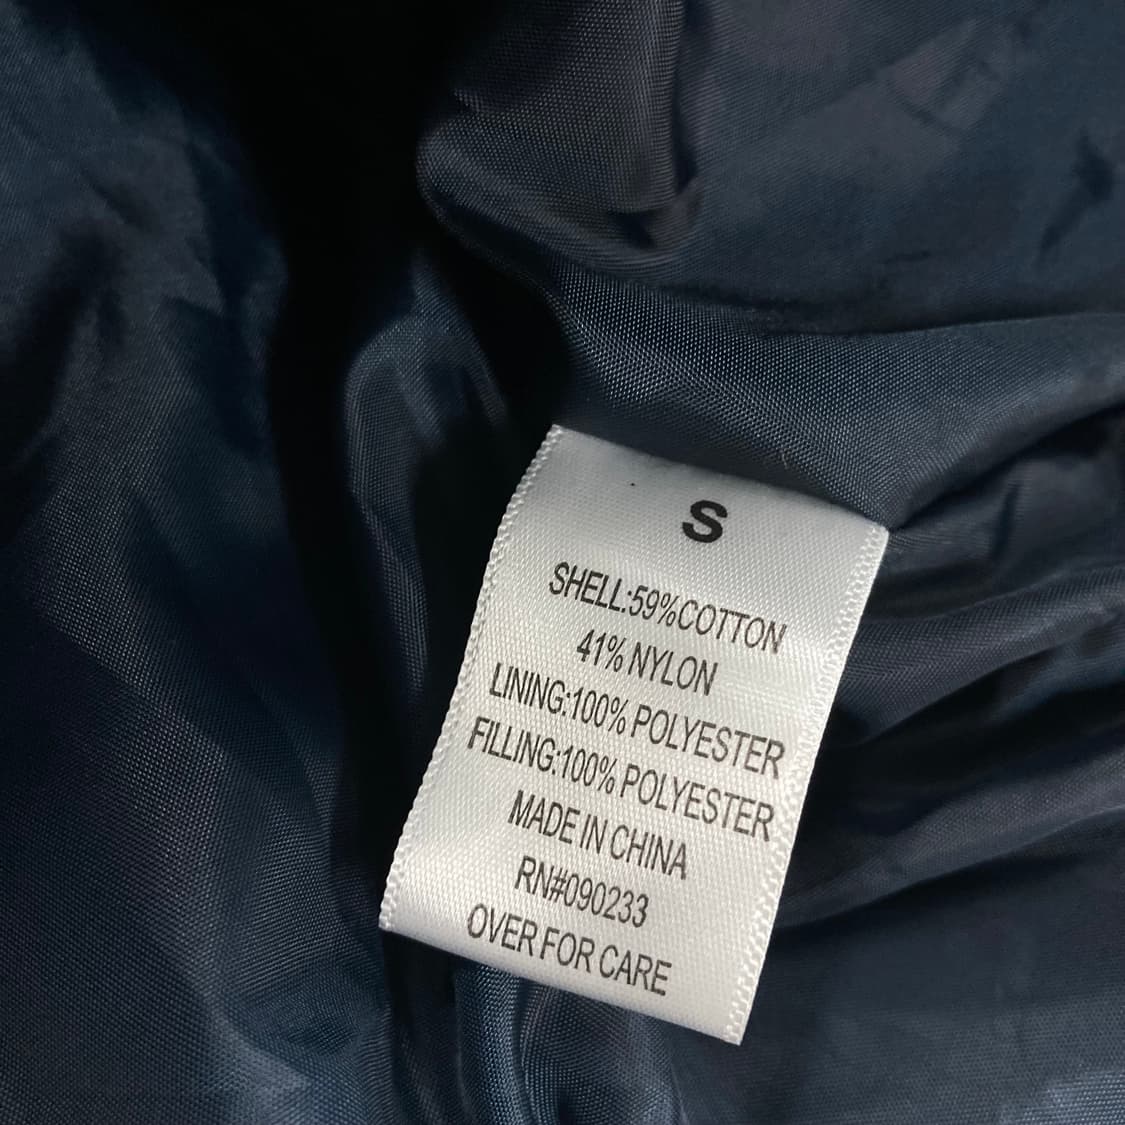 S
SHELL:59%COTTON
41% NYLON
LINING:100% POLYESTER
FILLING:100% POLYESTER
MADE IN CHINA
RN#090233
OVER FOR CARE